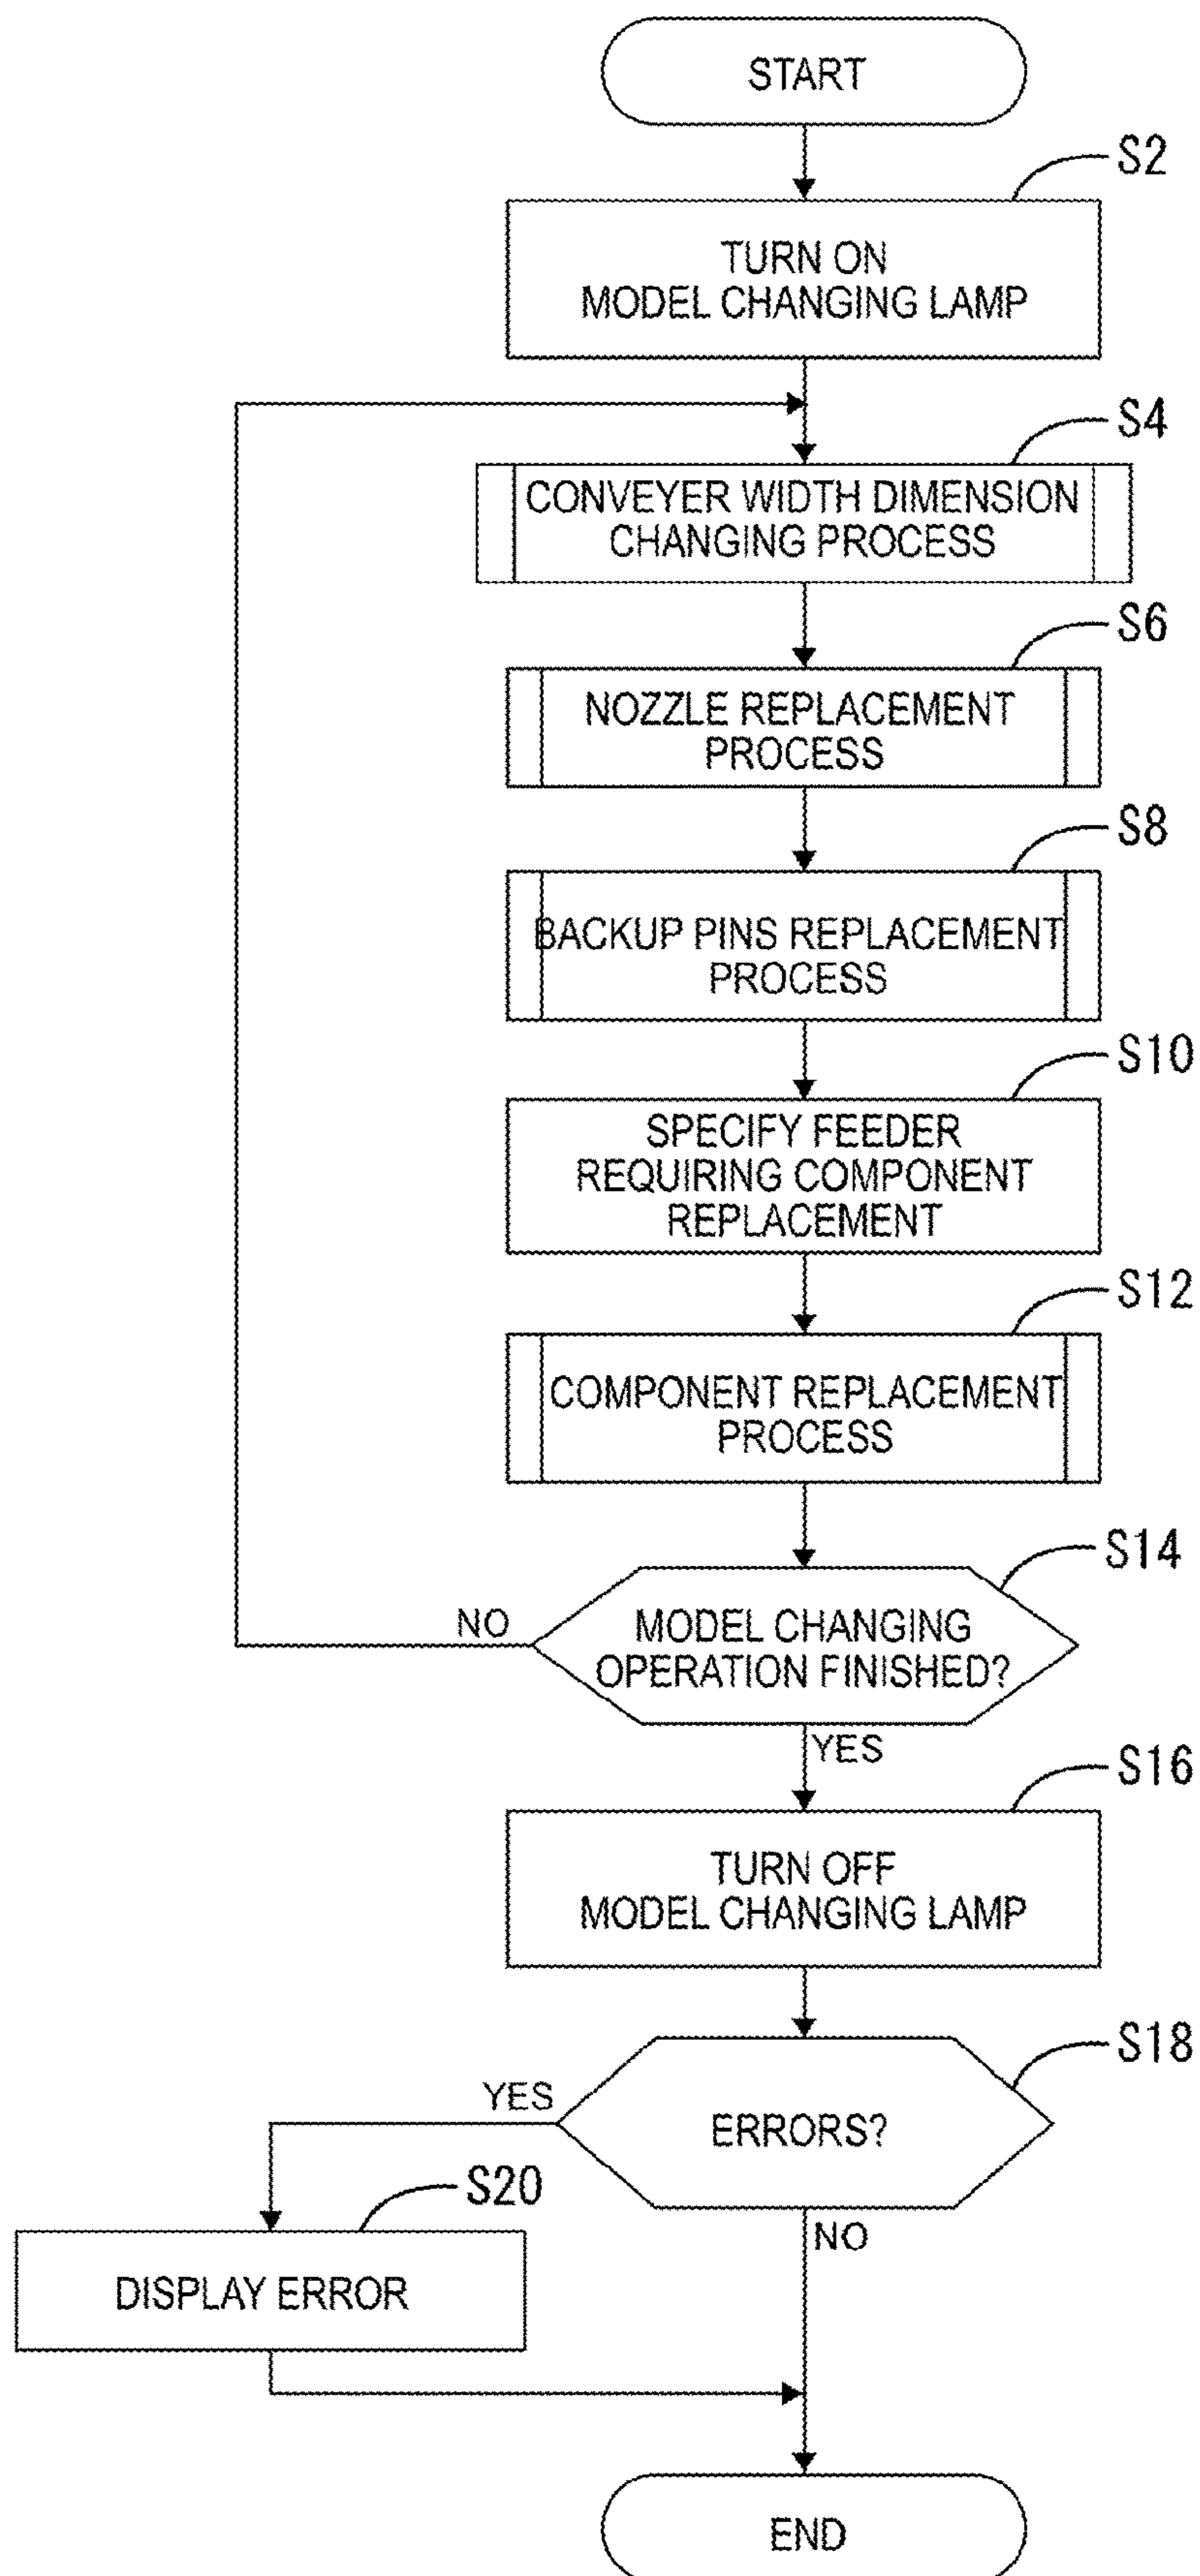 START
S2
TURN ON
MODEL CHANGING LAMP
S4
CONVEYER WIDTH DIMENSION
CHANGING PROCESS
S6
NOZZLE REPLACEMENT
PROCESS
S8
BACKUP PINS REPLACEMENT
PROCESS
S10
SPECIFY FEEDER
REQUIRING COMPONENT
REPLACEMENT
S12
COMPONENT REPLACEMENT
PROCESS
S14
NO
MODEL CHANGING
OPERATION FINISHED?
YES
S16
TURN OFF
MODEL CHANGING LAMP
S18
YES
ERRORS?
S20
NO
DISPLAY ERROR
END